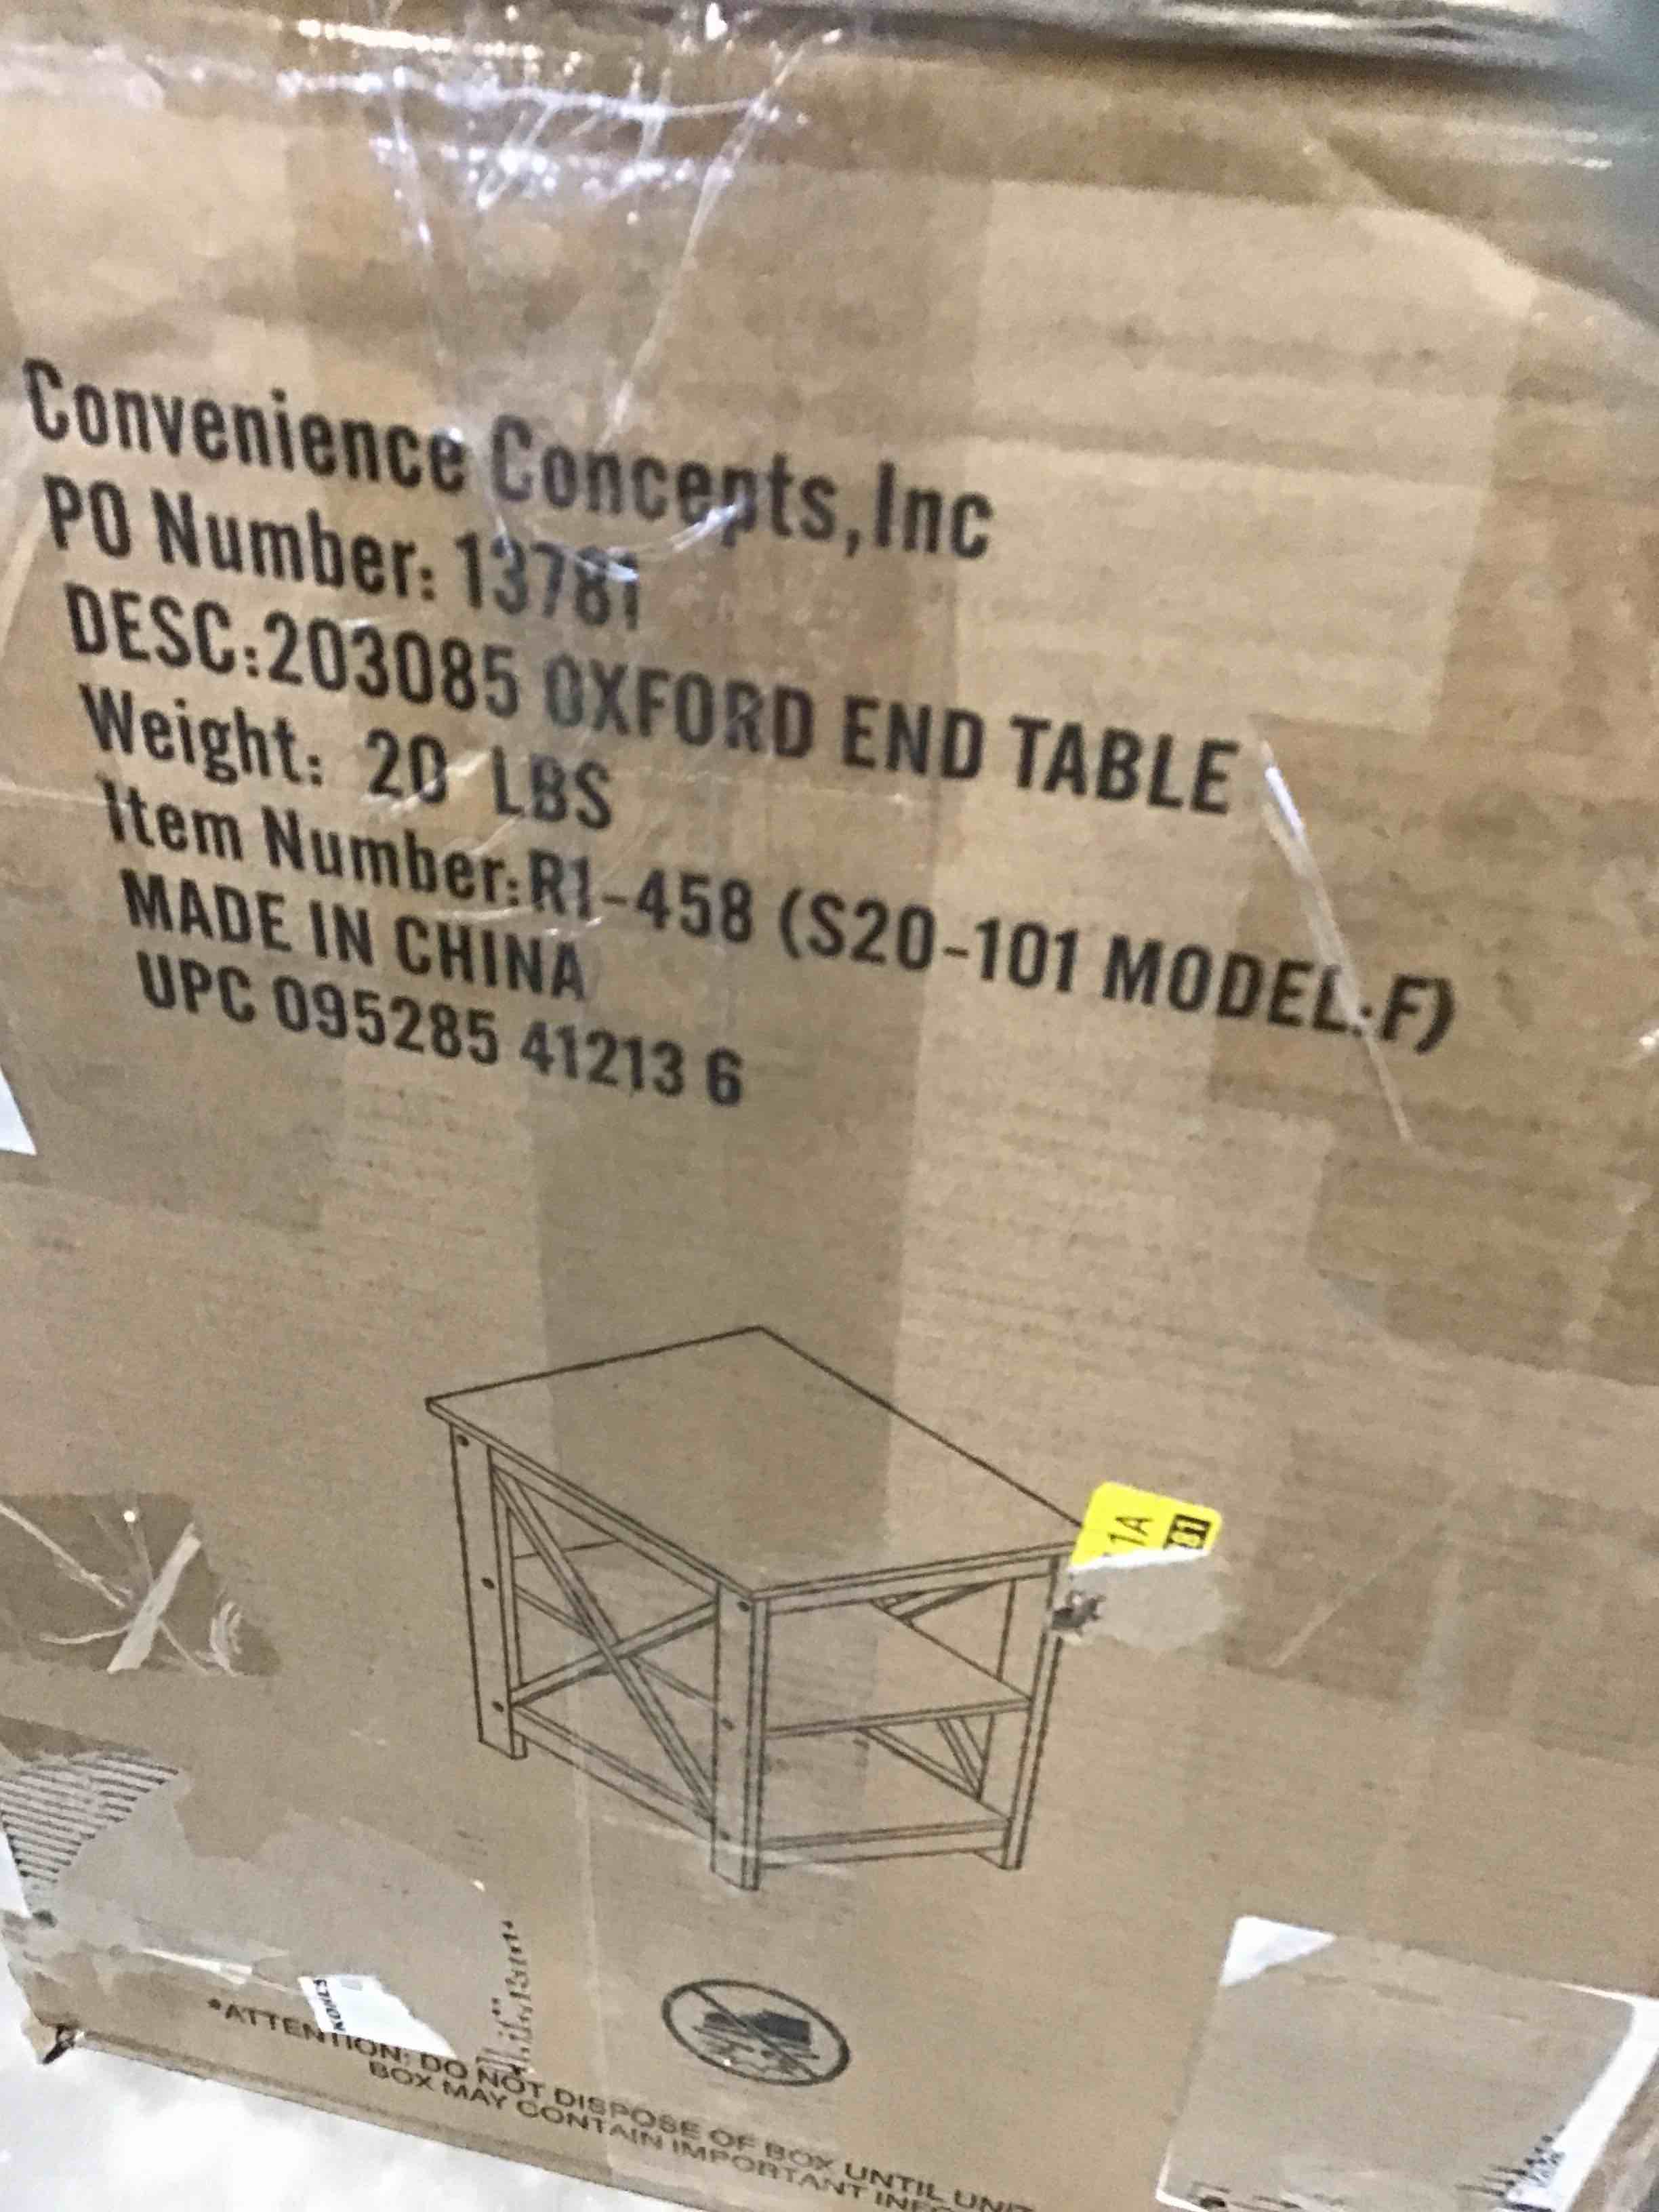 Convenience Concepts,Inc
PO Number: 13781
DESC:203085 OXFORD END TABLE
Weight: 20 LBS
Item Number:R1-458 (S20-101 MODEL:F)
MADE IN CHINA
UPC 095285 41213 6
1A
*ATTENTION: DO NOT DISPOSE OF BOX UNTIL
BOX MAY CONTAIN IMPORTANT